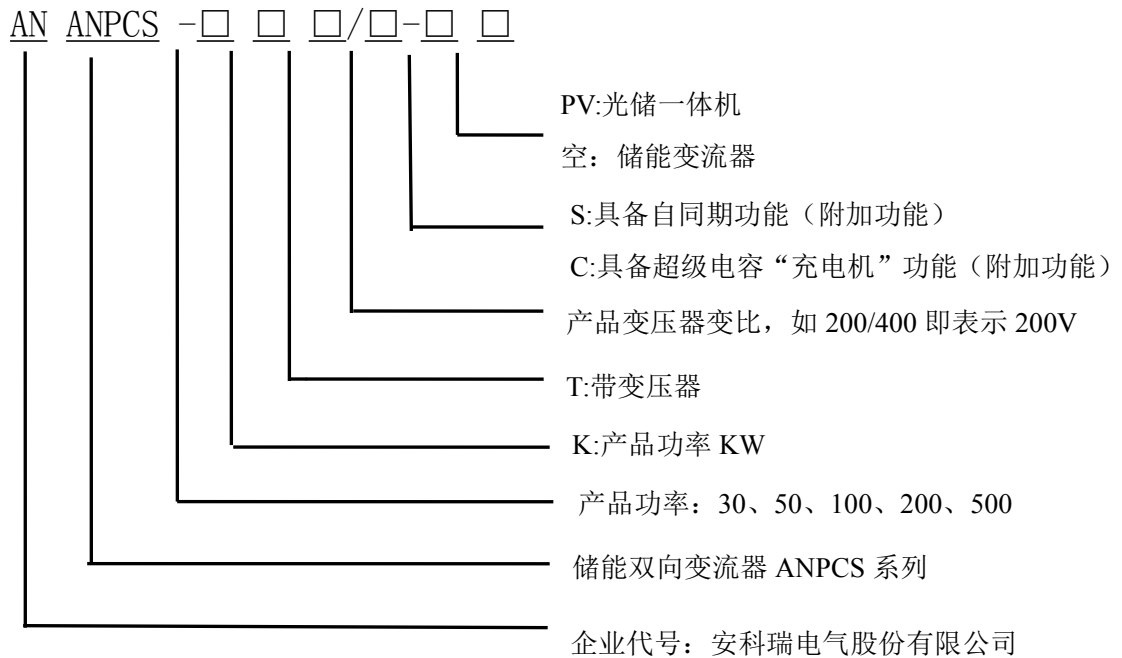 AN ANPCS -□ □ □/□-□ □
PV:光储一体机
空：储能变流器
S:具备自同期功能（附加功能）
C:具备超级电容“充电机”功能（附加功能）
产品变压器变比，如 200/400 即表示 200V
T:带变压器
K:产品功率 KW
产品功率：30、50、100、200、500
储能双向变流器 ANPCS 系列
企业代号：安科瑞电气股份有限公司